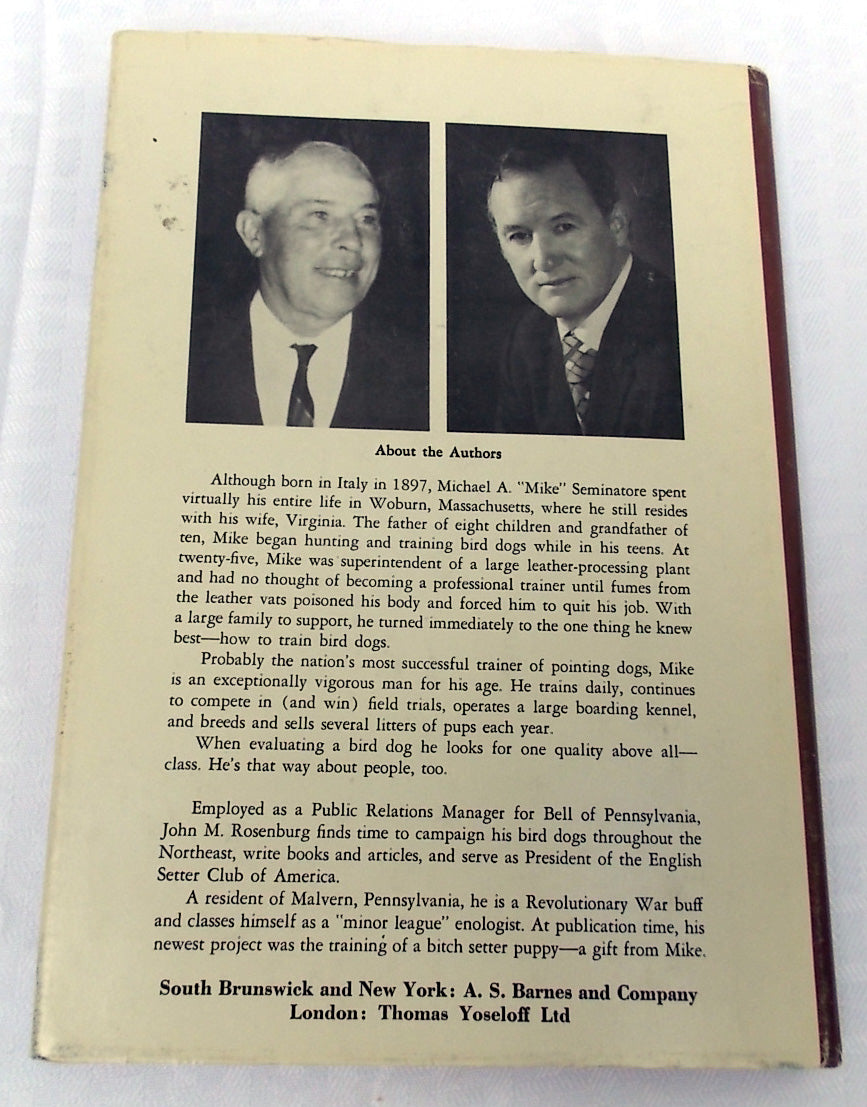 About the Authors
Although born in Italy in 1897, Michael A. "Mike" Seminatore spent
virtually his entire life in Woburn, Massachusetts, where he still resides
with his wife, Virginia. The father of eight children and grandfather of
ten, Mike began hunting and training bird dogs while in his teens. At
twenty-five, Mike was superintendent of a large leather-processing plant
and had no thought of becoming a professional trainer until fumes from
the leather vats poisoned his body and forced him to quit his job. With
a large family to support, he turned immediately to the one thing he knew
best—how to train bird dogs.
Probably the nation's most successful trainer of pointing dogs, Mike
is an exceptionally vigorous man for his age. He trains daily, continues
to compete in (and win) field trials, operates a large boarding kennel,
and breeds and sells several litters of pups each year.
When evaluating a bird dog he looks for one quality above all—
class. He's that way about people, too.
Employed as a Public Relations Manager for Bell of Pennsylvania,
John M. Rosenburg finds time to campaign his bird dogs throughout the
Northeast, write books and articles, and serve as President of the English
Setter Club of America.
A resident of Malvern, Pennsylvania, he is a Revolutionary War buff
and classes himself as a "minor league" enologist. At publication time, his
newest project was the training of a bitch setter puppy—a gift from Mike.
South Brunswick and New York: A. S. Barnes and Company
London: Thomas Yoseloff Ltd